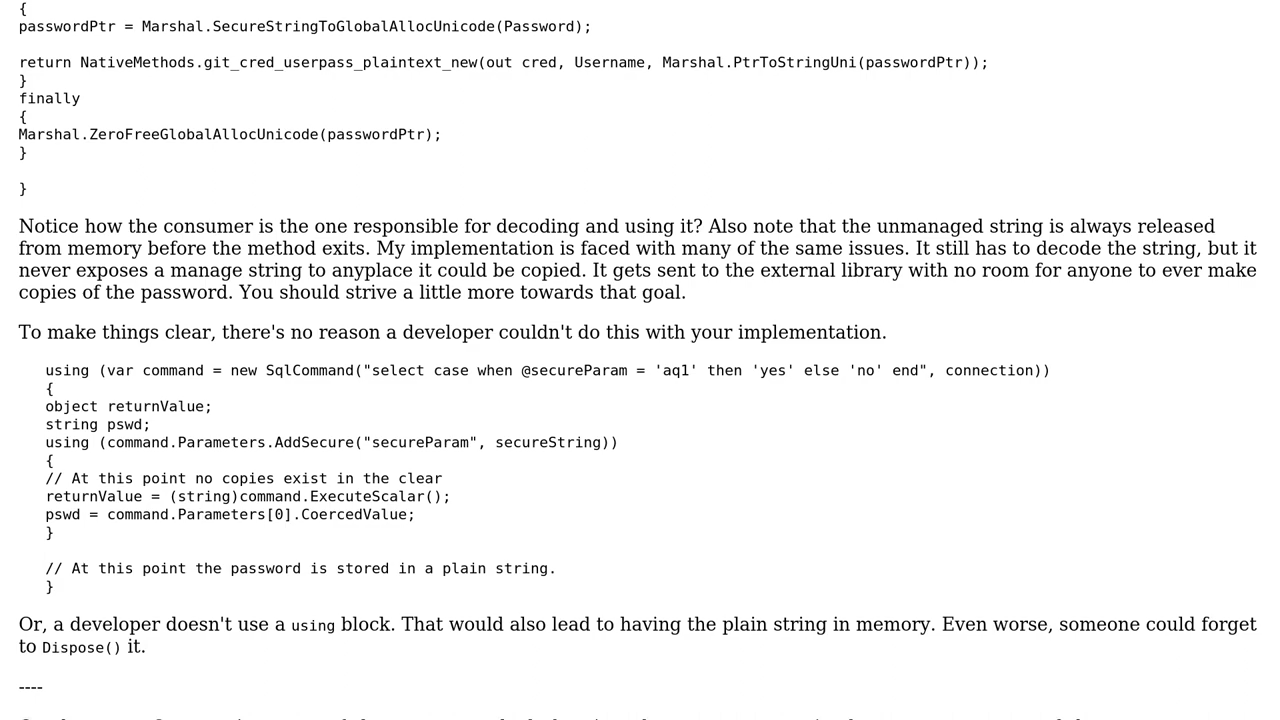 {
passwordPtr = Marshal.SecureStringToGlobalAllocUnicode(Password);
return NativeMethods.git_cred_userpass_plaintext_new(out cred, Username, Marshal.PtrToStringUni(passwordPtr));
}
finally
{
Marshal.ZeroFreeGlobalAllocUnicode(passwordPtr);
}
}
Notice how the consumer is the one responsible for decoding and using it? Also note that the unmanaged string is always released
from memory before the method exits. My implementation is faced with many of the same issues. It still has to decode the string, but it
never exposes a manage string to anyplace it could be copied. It gets sent to the external library with no room for anyone to ever make
copies of the password. You should strive a little more towards that goal.
To make things clear, there's no reason a developer couldn't do this with your implementation.
using (var command = new SqlCommand("select case when @secureParam = 'aq1' then 'yes' else 'no' end", connection))
{
object returnValue;
string pswd;
using (command.Parameters.AddSecure("secureParam", secureString))
{
// At this point no copies exist in the clear
returnValue = (string)command.ExecuteScalar();
pswd = command.Parameters[0].CoercedValue;
}
// At this point the password is stored in a plain string.
}
Or, a developer doesn't use a using block. That would also lead to having the plain string in memory. Even worse, someone could forget
to Dispose() it.
----